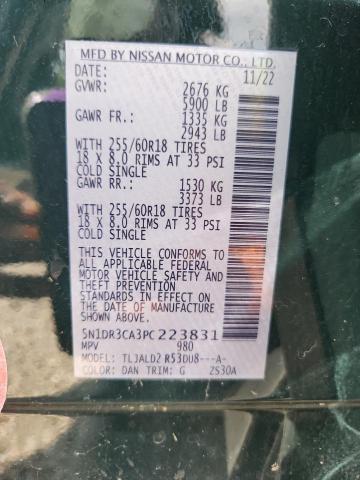 MFD BY NISSAN MOTOR CO., LTD.
DATE: 11/22
GVWR: 2676 KG
5900 LB
GAWR FR.: 1335 KG
2943 LB
WITH 255/60R18 TIRES
18 X 8.0 RIMS AT 33 PSI
COLD SINGLE
GAWR RR.: 1530 KG
3373 LB
WITH 255/60R18 TIRES
18 X 8.0 RIMS AT 33 PSI
COLD SINGLE
THIS VEHICLE CONFORMS TO
ALL APPLICABLE FEDERAL
MOTOR VEHICLE SAFETY AND
THEFT PREVENTION
STANDARDS IN EFFECT ON
THE DATE OF MANUFACTURE
SHOWN ABOVE.
5N1DR3CA3PC223831
MPV 980
MODEL: TLJALD2 R53DU8---A-
COLOR: DAN TRIM: G ZS30A